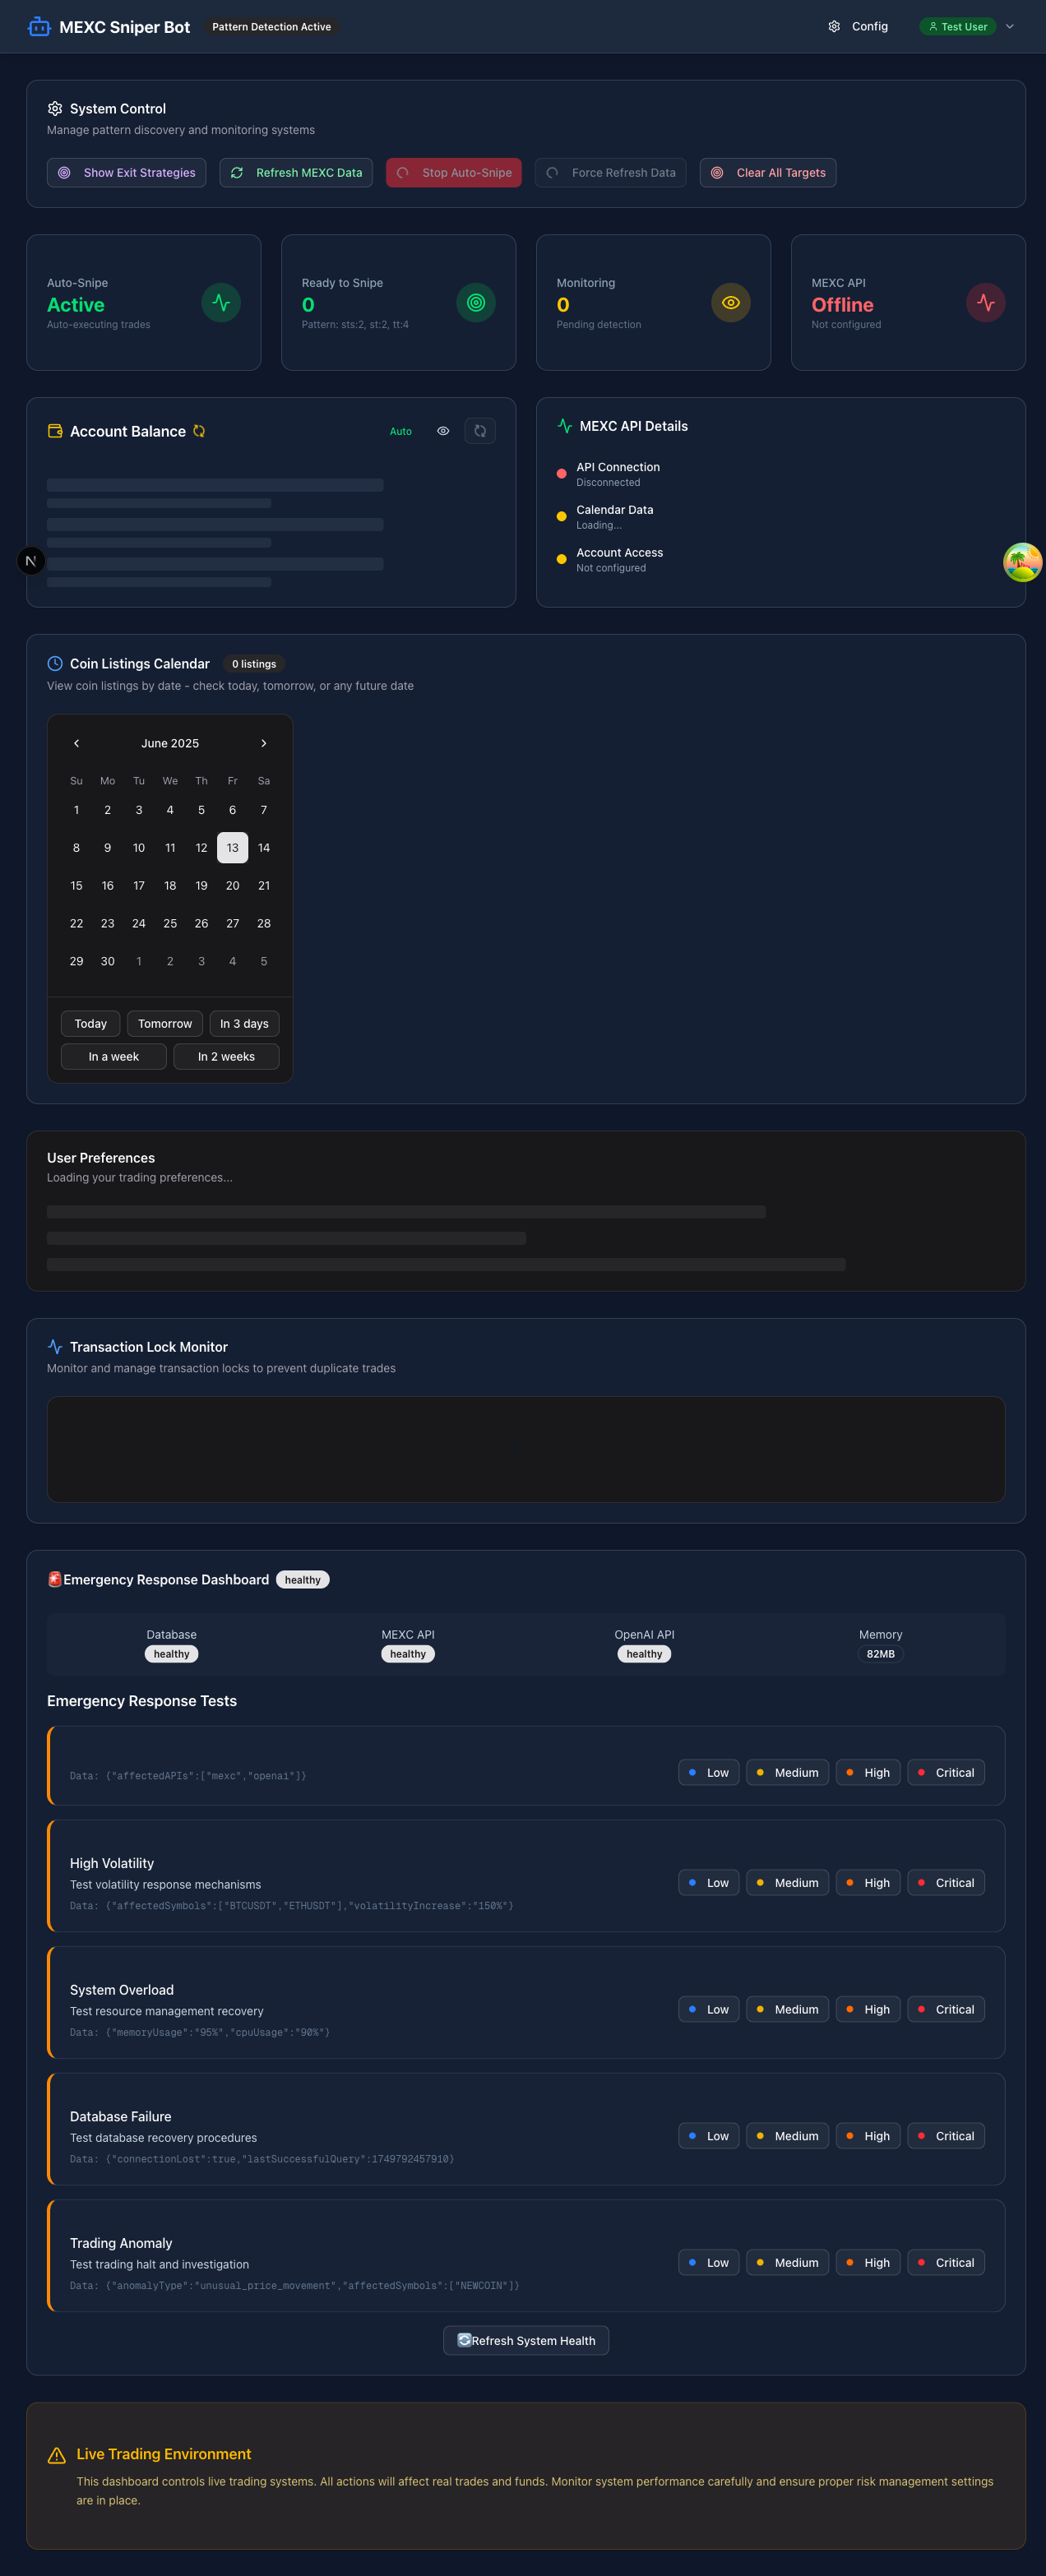 MEXC Sniper Bot
Pattern Detection Active
Config
Test User
System Control
Manage pattern discovery and monitoring systems
Show Exit Strategies
Refresh MEXC Data
Stop Auto-Snipe
Force Refresh Data
Clear All Targets
Auto-Snipe
Active
Auto-executing trades
Ready to Snipe
0
Pattern: sts:2, st:2, tt:4
Monitoring
0
Pending detection
MEXC API
Offline
Not configured
Account Balance
Auto
MEXC API Details
API Connection
Disconnected
Calendar Data
Loading...
Account Access
Not configured
N
Coin Listings Calendar
0 listings
View coin listings by date - check today, tomorrow, or any future date
June 2025
Su Mo Tu We Th Fr Sa
1 2 3 4 5 6 7
8 9 10 11 12 13 14
15 16 17 18 19 20 21
22 23 24 25 26 27 28
29 30 1 2 3 4 5
Today
Tomorrow
In 3 days
In a week
In 2 weeks
User Preferences
Loading your trading preferences...
Transaction Lock Monitor
Monitor and manage transaction locks to prevent duplicate trades
🚨Emergency Response Dashboard
healthy
Database
healthy
MEXC API
healthy
OpenAI API
healthy
Memory
82MB
Emergency Response Tests
Data: {"affectedAPIs":["mexc","openai"]}
Low
Medium
High
Critical
High Volatility
Test volatility response mechanisms
Data: {"affectedSymbols":["BTCUSDT","ETHUSDT"],"volatilityIncrease":"150%"}
Low
Medium
High
Critical
System Overload
Test resource management recovery
Data: {"memoryUsage":"95%","cpuUsage":"90%"}
Low
Medium
High
Critical
Database Failure
Test database recovery procedures
Data: {"connectionLost":true,"lastSuccessfulQuery":1749792457910}
Low
Medium
High
Critical
Trading Anomaly
Test trading halt and investigation
Data: {"anomalyType":"unusual_price_movement","affectedSymbols":["NEWCOIN"]}
Low
Medium
High
Critical
🔄Refresh System Health
Live Trading Environment
This dashboard controls live trading systems. All actions will affect real trades and funds. Monitor system performance carefully and ensure proper risk management settings
are in place.